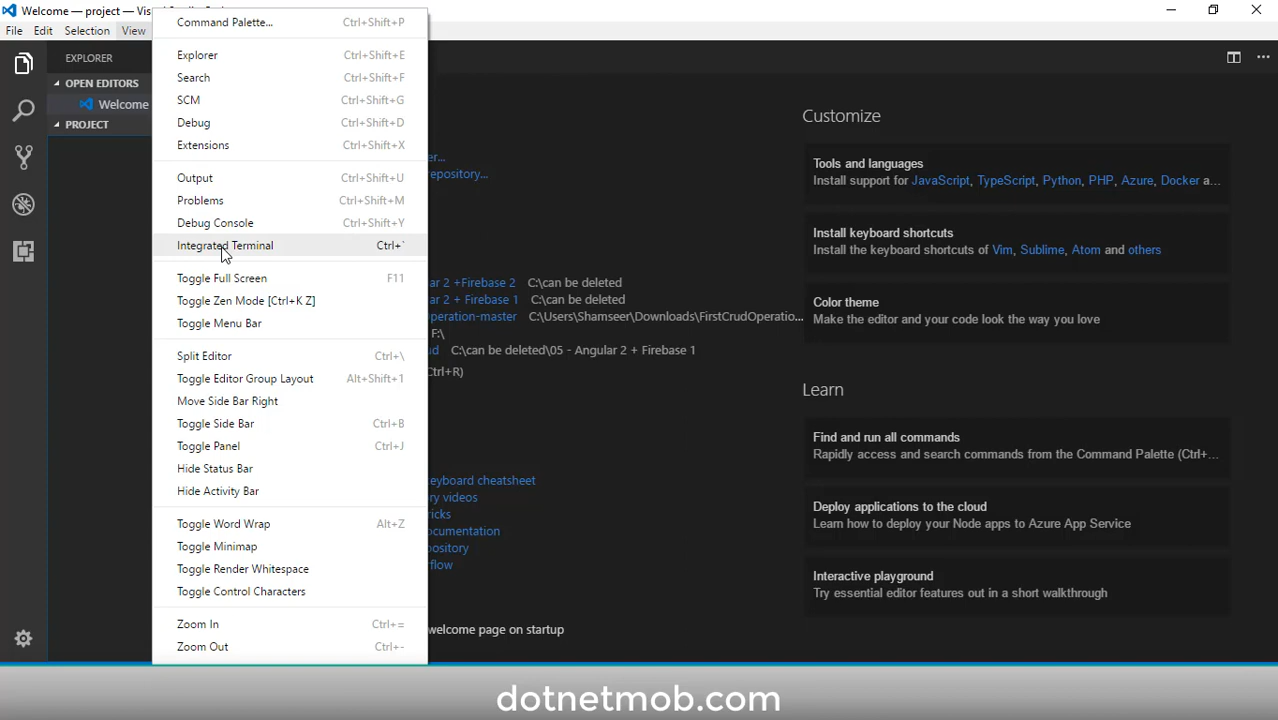 Welcome — project — Vis
File Edit Selection View
EXPLORER
OPEN EDITORS
Welcome
PROJECT
Command Palette... Ctrl+Shift+P
Explorer Ctrl+Shift+E
Search Ctrl+Shift+F
SCM Ctrl+Shift+G
Debug Ctrl+Shift+D
Extensions Ctrl+Shift+X
Output Ctrl+Shift+U
Problems Ctrl+Shift+M
Debug Console Ctrl+Shift+Y
Integrated Terminal Ctrl+`
Toggle Full Screen F11
Toggle Zen Mode [Ctrl+K Z]
Toggle Menu Bar
Split Editor Ctrl+\
Toggle Editor Group Layout Alt+Shift+1
Move Side Bar Right
Toggle Side Bar Ctrl+B
Toggle Panel Ctrl+J
Hide Status Bar
Hide Activity Bar
Toggle Word Wrap Alt+Z
Toggle Minimap
Toggle Render Whitespace
Toggle Control Characters
Zoom In Ctrl+=
Zoom Out Ctrl+-
er...
repository...
ar 2 +Firebase 2 C:\can be deleted
ar 2 + Firebase 1 C:\can be deleted
peration-master C:\Users\Shamseer\Downloads\FirstCrudOperatio...
F:\
ud C:\can be deleted\05 - Angular 2 + Firebase 1
Ctrl+R)
eyboard cheatsheet
ry videos
ricks
ocumentation
pository
rflow
welcome page on startup
Customize
Tools and languages
Install support for JavaScript, TypeScript, Python, PHP, Azure, Docker a...
Install keyboard shortcuts
Install the keyboard shortcuts of Vim, Sublime, Atom and others
Color theme
Make the editor and your code look the way you love
Learn
Find and run all commands
Rapidly access and search commands from the Command Palette (Ctrl+...
Deploy applications to the cloud
Learn how to deploy your Node apps to Azure App Service
Interactive playground
Try essential editor features out in a short walkthrough
dotnetmob.com